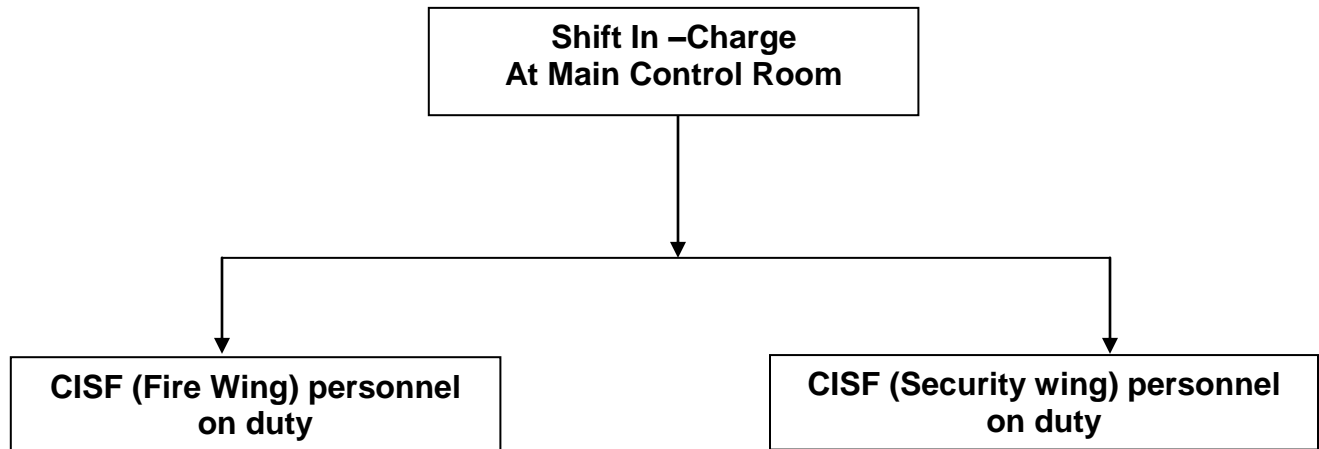 Shift In –Charge
At Main Control Room
CISF (Fire Wing) personnel
on duty
CISF (Security wing) personnel
on duty